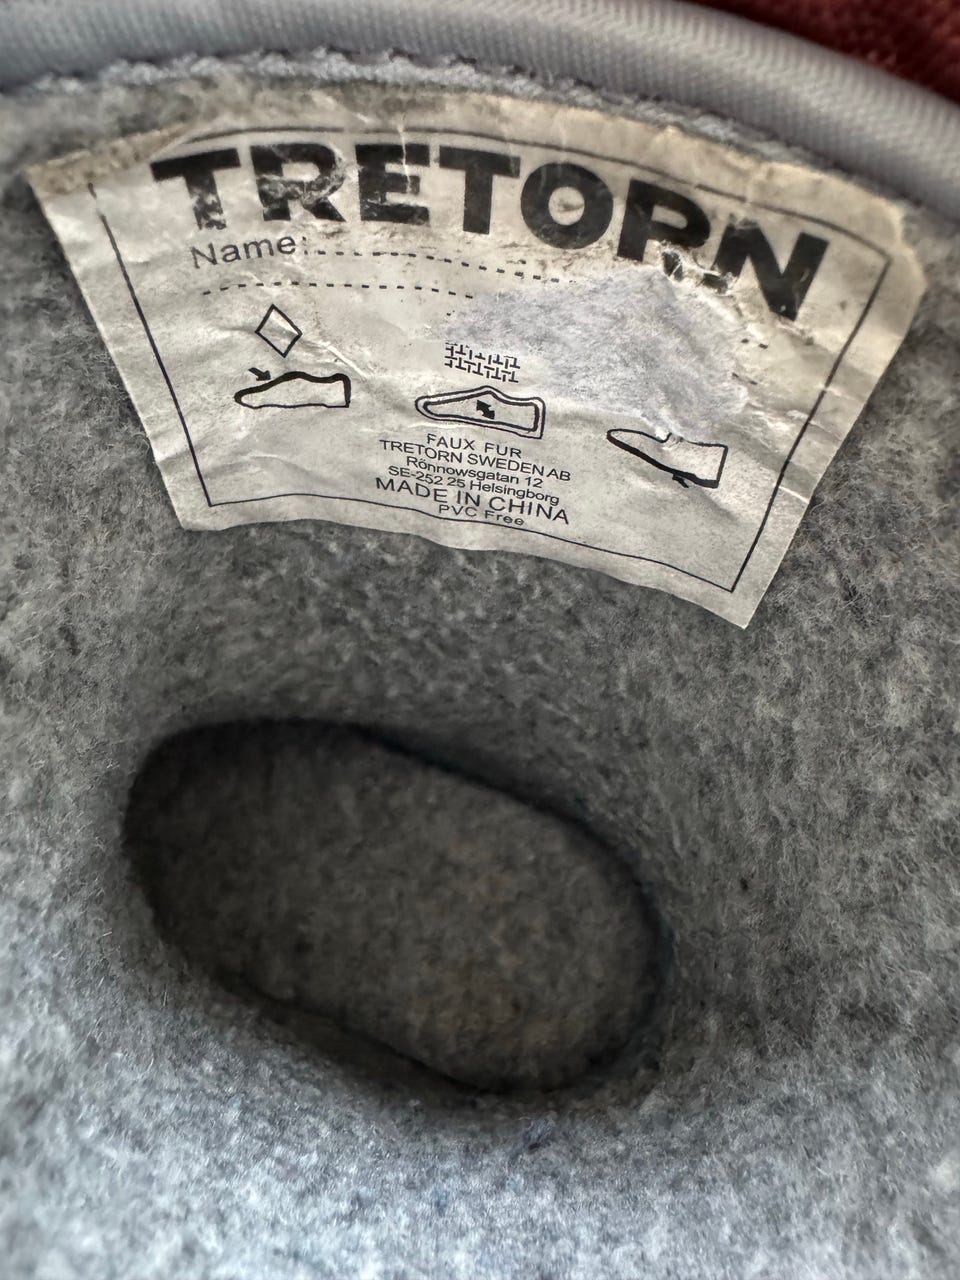 TRETORN
Name:
FAUX FUR
TRETORN SWEDEN AB
Rönnowsgatan 12
SE-252 25 Helsingborg
MADE IN CHINA
PVC Free